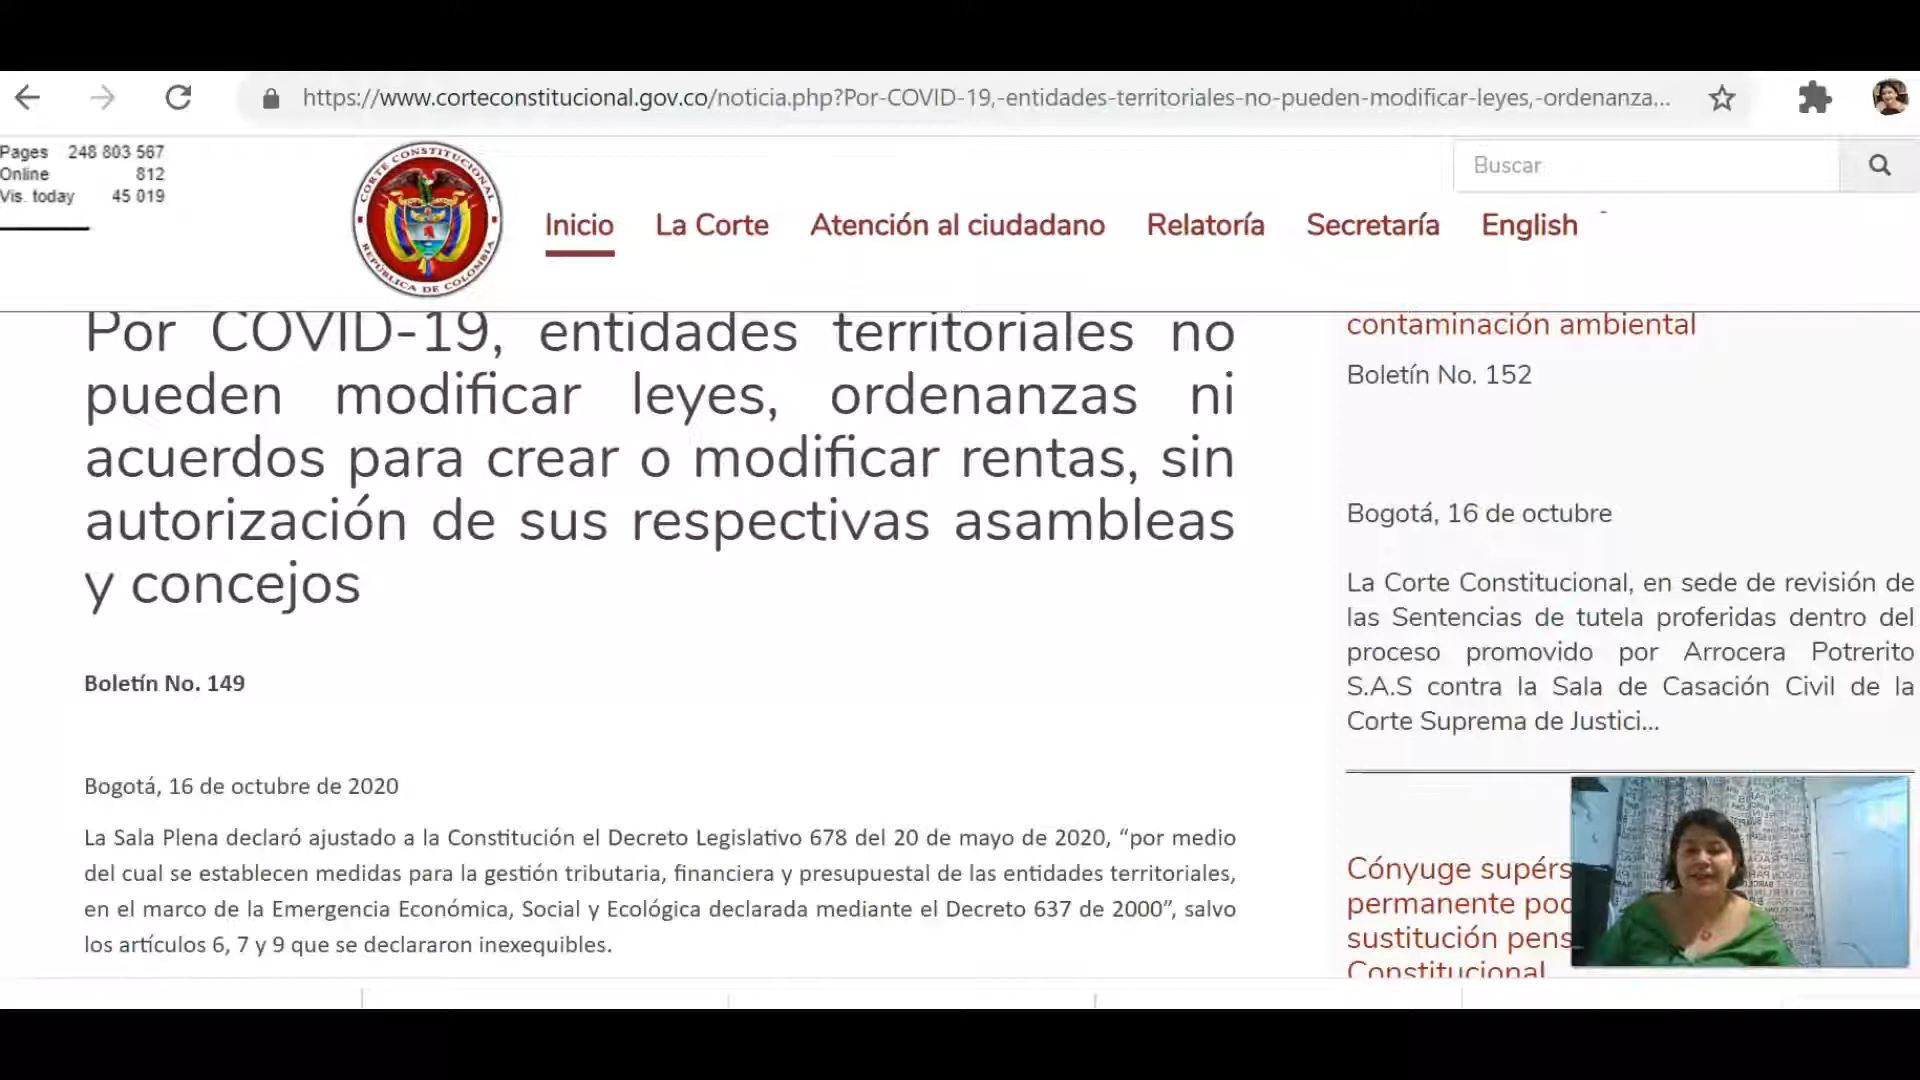 https://www.corteconstitucional.gov.co/noticia.php?Por-COVID-19,-entidades-territoriales-no-pueden-modificar-leyes,-ordenanza...
Pages 248 803 567
Online 812
Vis. today 45 019
CORTE CONSTITUCIONAL
REPÚBLICA DE COLOMBIA
Buscar
Inicio La Corte Atención al ciudadano Relatoría Secretaría English
Por COVID-19, entidades territoriales no
pueden modificar leyes, ordenanzas ni
acuerdos para crear o modificar rentas, sin
autorización de sus respectivas asambleas
y concejos
Boletín No. 149
Bogotá, 16 de octubre de 2020
La Sala Plena declaró ajustado a la Constitución el Decreto Legislativo 678 del 20 de mayo de 2020, “por medio
del cual se establecen medidas para la gestión tributaria, financiera y presupuestal de las entidades territoriales,
en el marco de la Emergencia Económica, Social y Ecológica declarada mediante el Decreto 637 de 2000”, salvo
los artículos 6, 7 y 9 que se declararon inexequibles.
contaminación ambiental
Boletín No. 152
Bogotá, 16 de octubre
La Corte Constitucional, en sede de revisión de
las Sentencias de tutela proferidas dentro del
proceso promovido por Arrocera Potrerito
S.A.S contra la Sala de Casación Civil de la
Corte Suprema de Justici...
Cónyuge supérs
permanente poc
sustitución pens
Constitucional